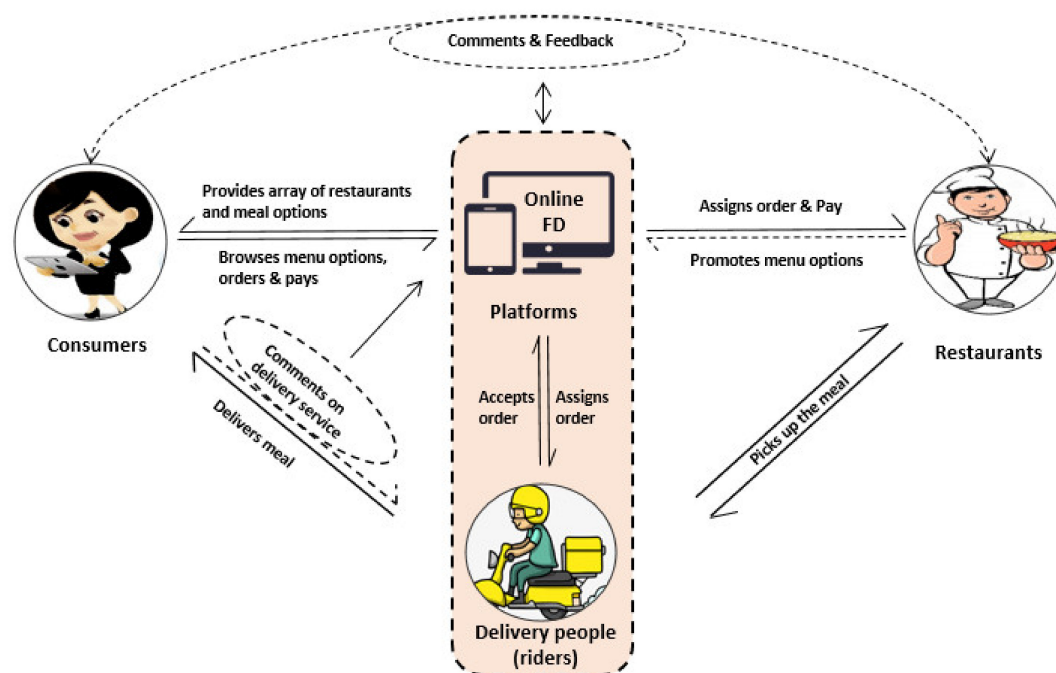 Comments & Feedback
Provides array of restaurants
and meal options
Browses menu options,
orders & pays
Online
FD
Platforms
Assigns order & Pay
Promotes menu options
Consumers
Restaurants
Comments on
delivery service
Delivers meal
Accepts
order
Assigns
order
Picks up the meal
Delivery people
(riders)